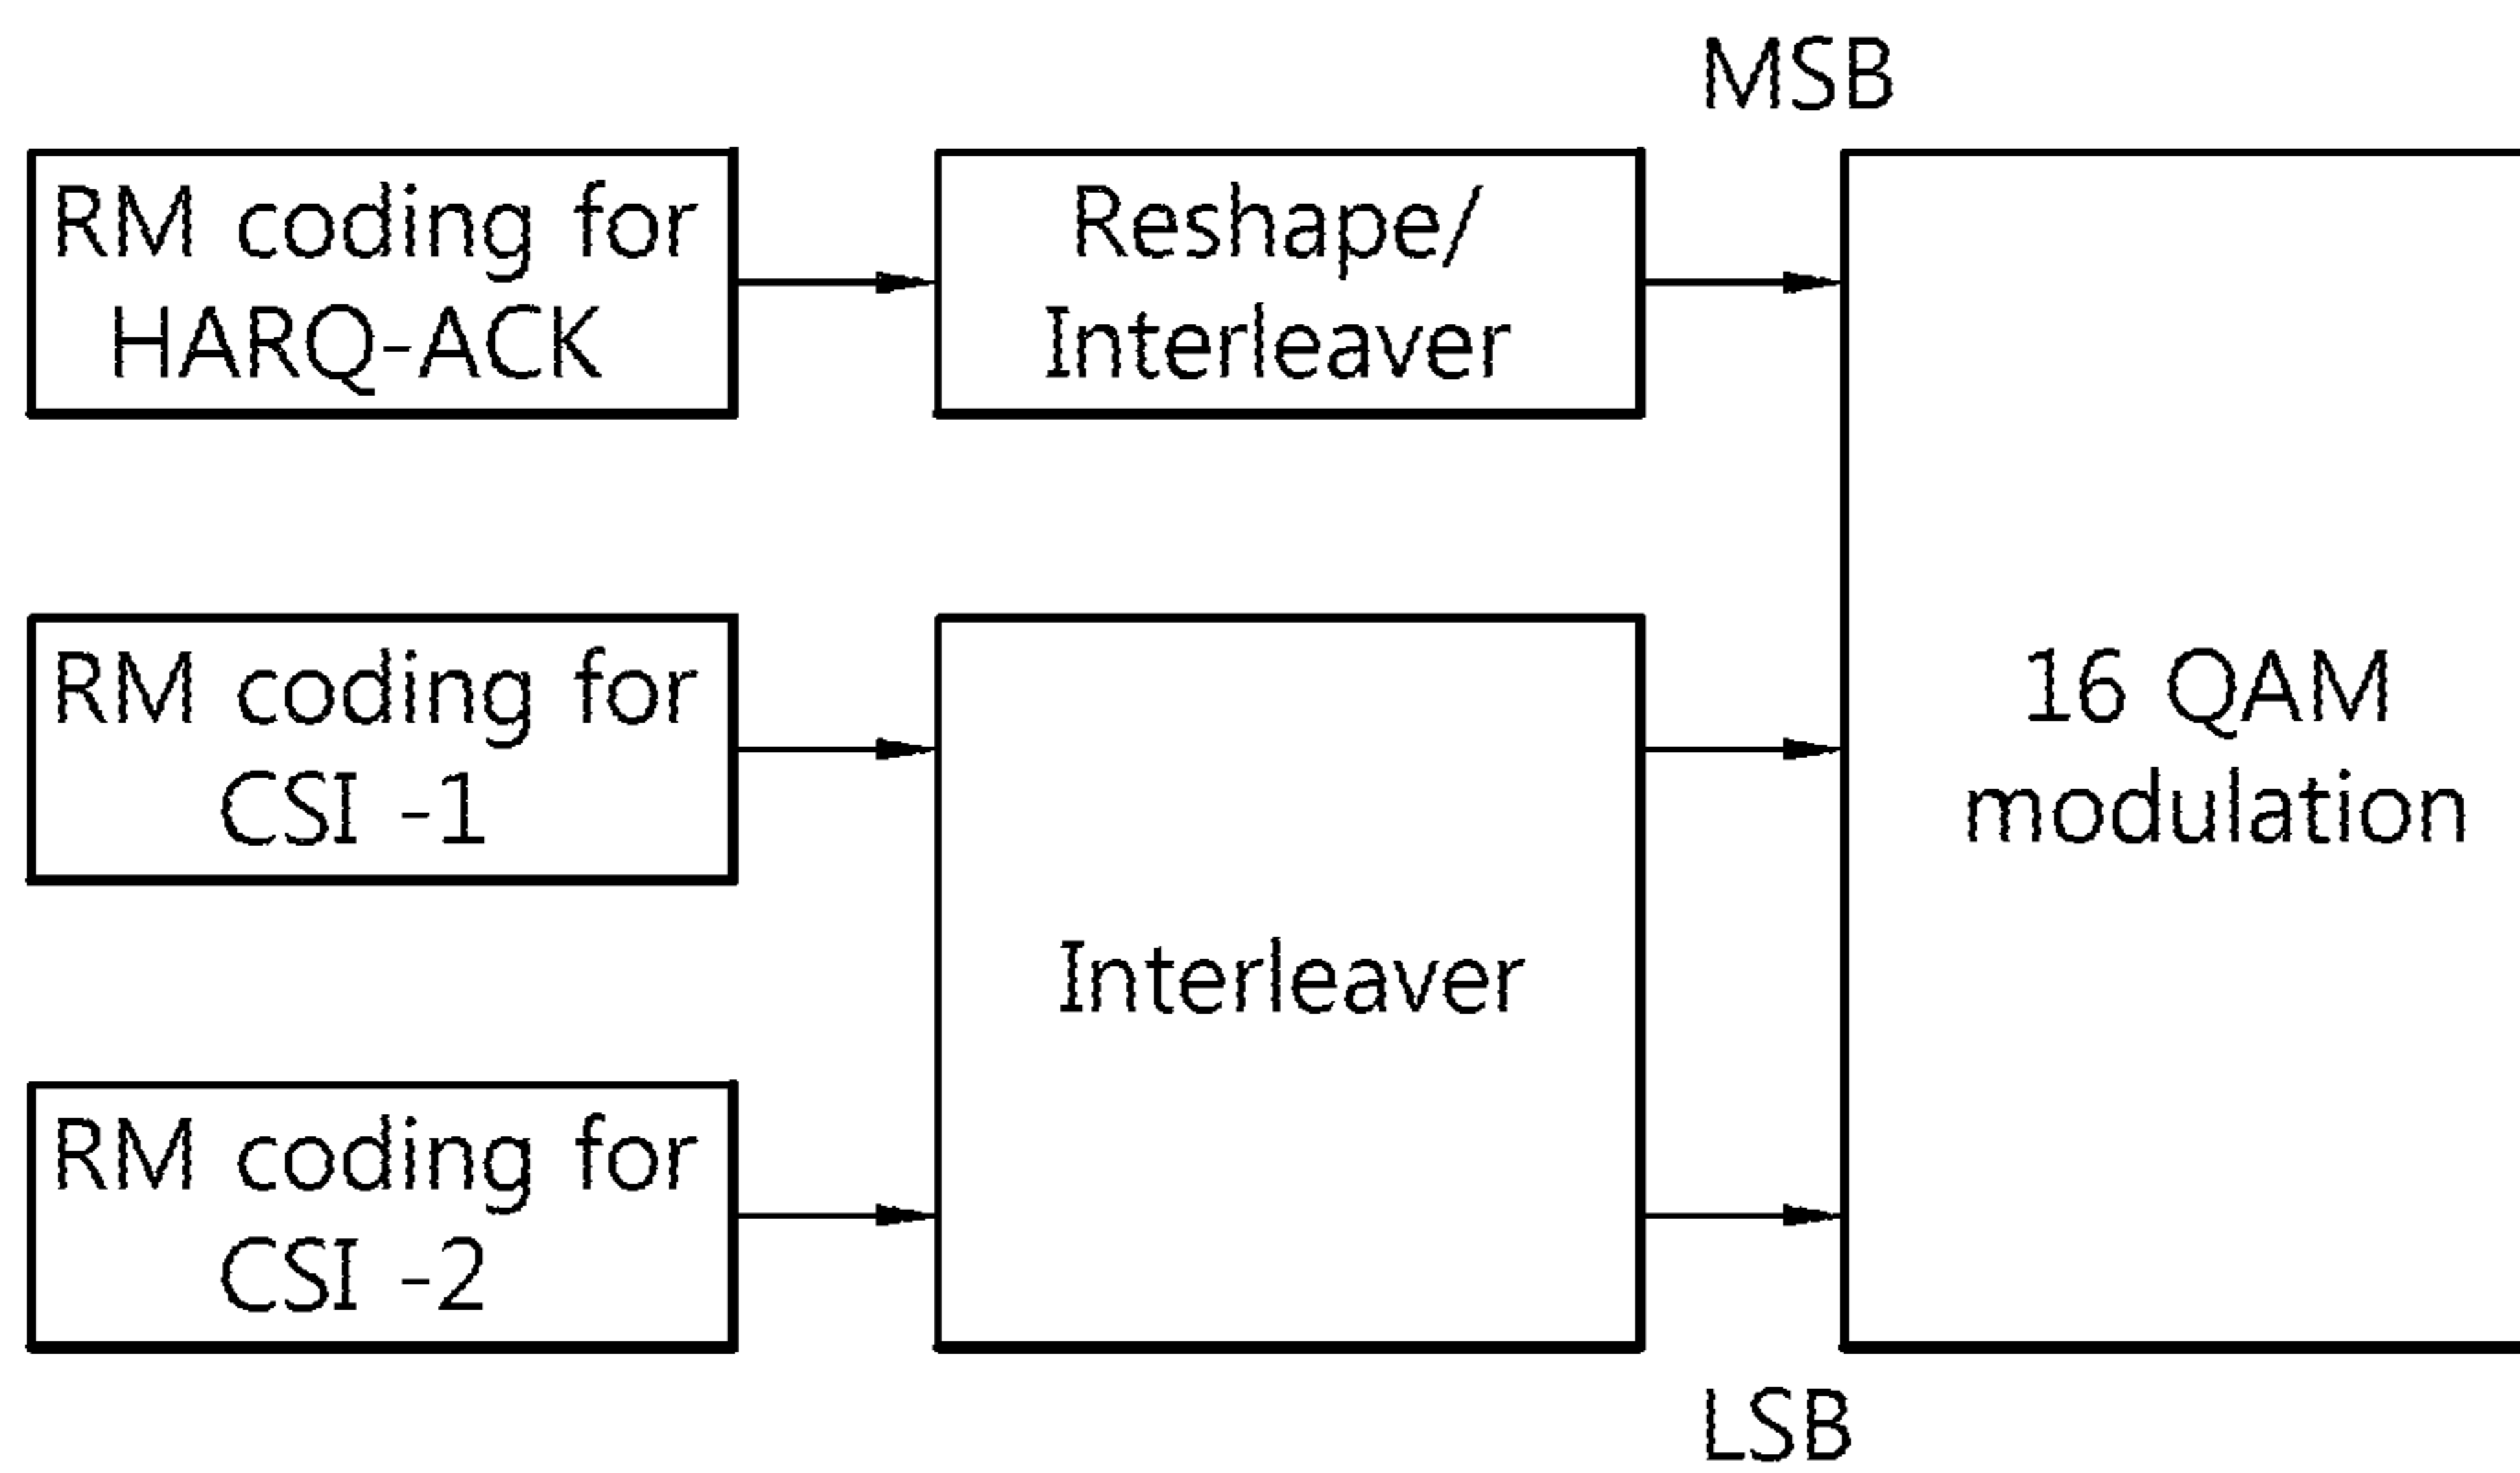 MSB
RM coding for
HARQ-ACK
Reshape/
Interleaver
RM coding for
CSI -1
Interleaver
16 QAM
modulation
RM coding for
CSI -2
LSB